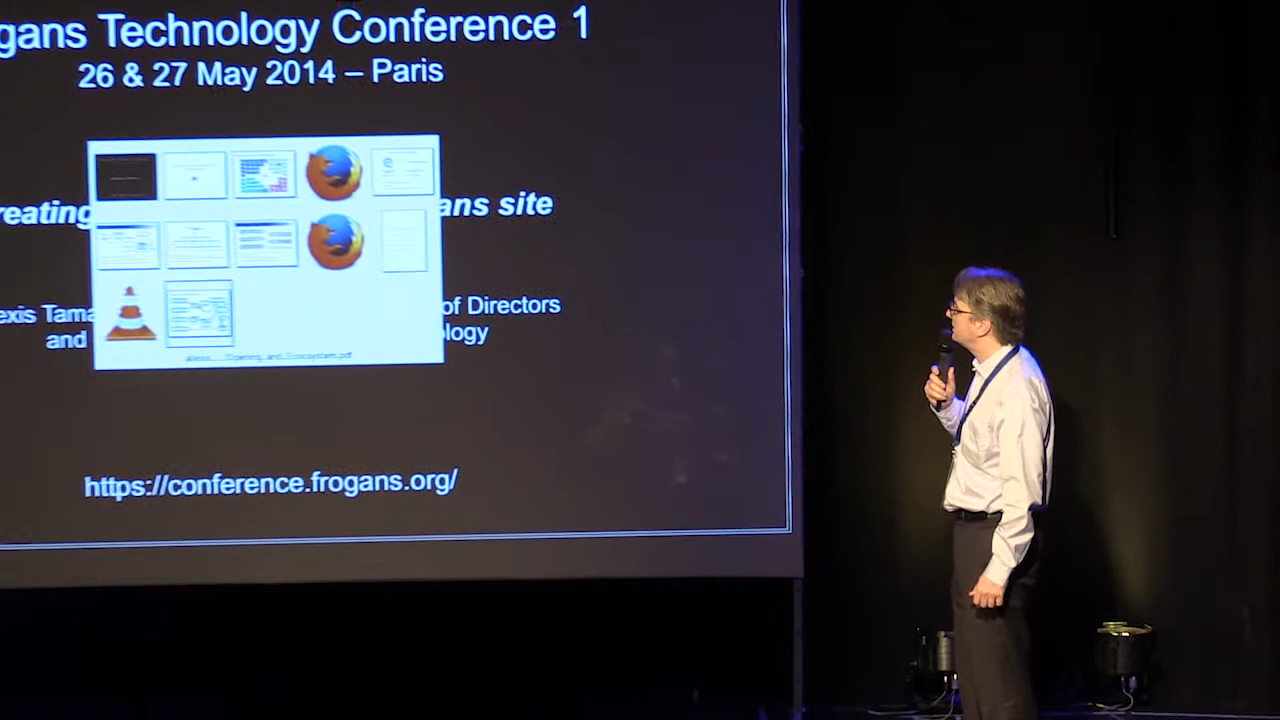 gans Technology Conference 1
26 & 27 May 2014 – Paris
reating ans site
exis Tama of Directors
and ology
https://conference.frogans.org/